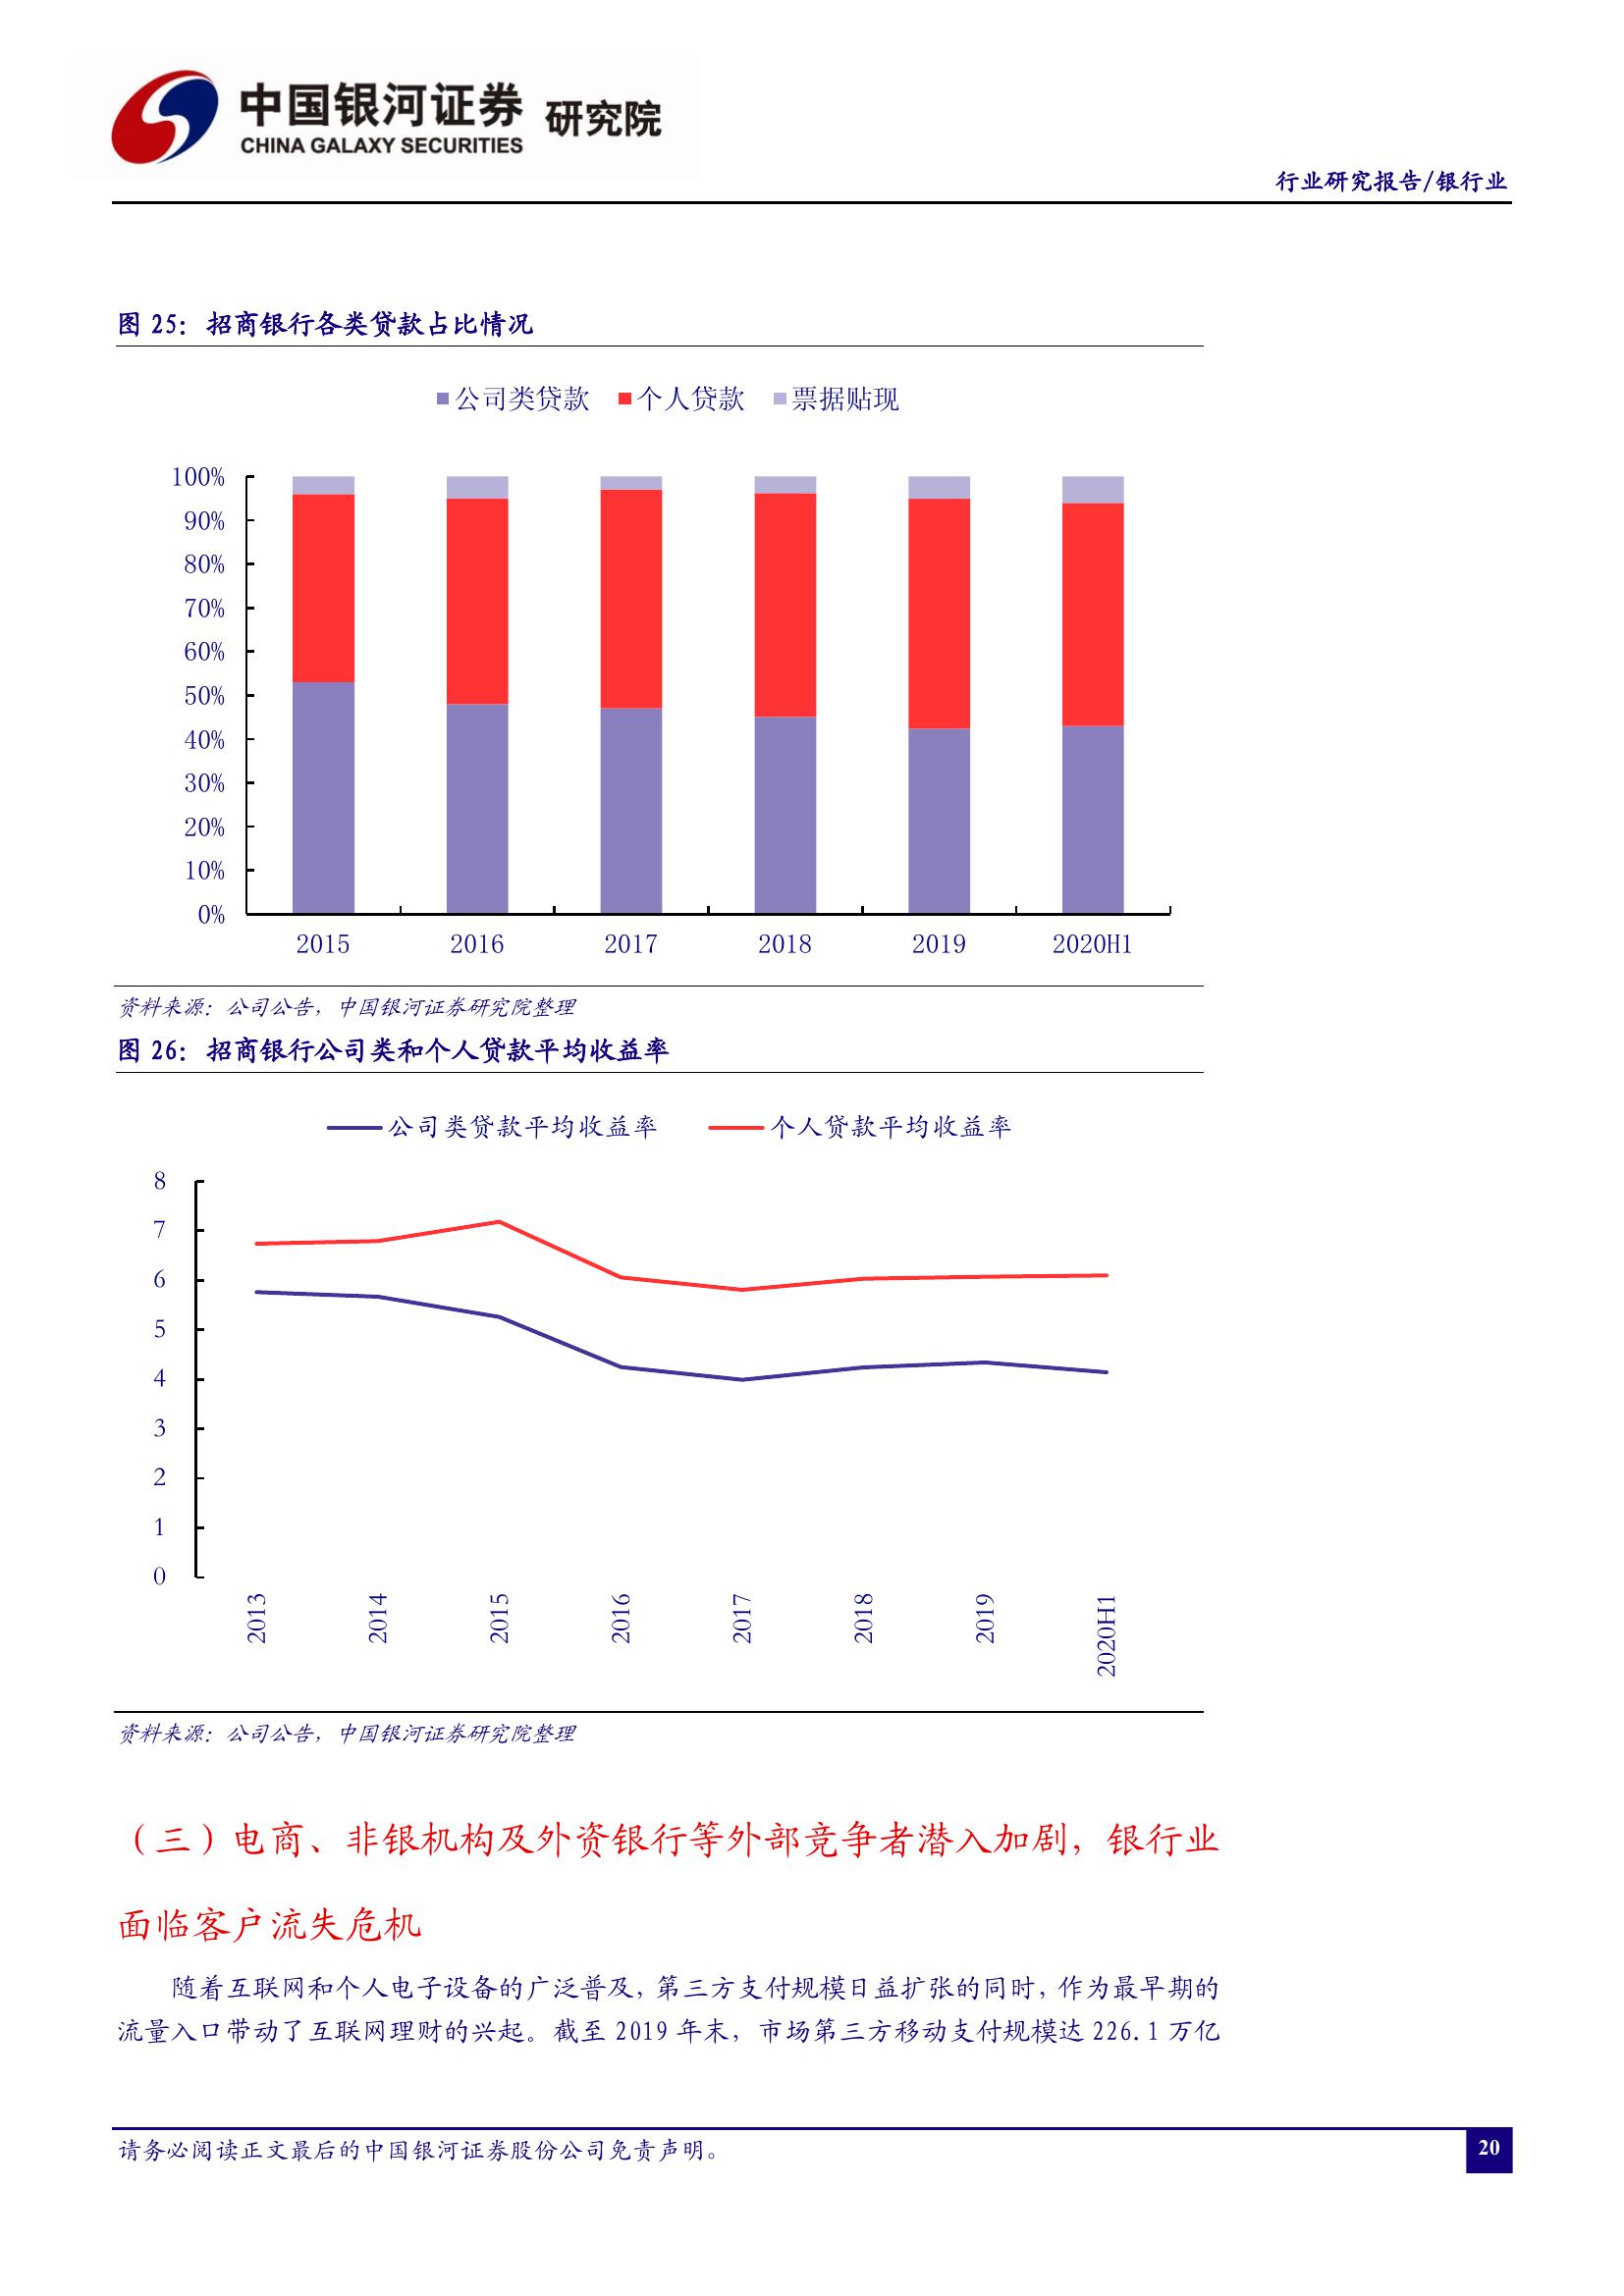 中国银河证券 研究院
CHINA GALAXY SECURITIES
行业研究报告/银行业
图 25：招商银行各类贷款占比情况
公司类贷款 个人贷款 票据贴现
100%
90%
80%
70%
60%
50%
40%
30%
20%
10%
0%
2015 2016 2017 2018 2019 2020H1
资料来源：公司公告，中国银河证券研究院整理
图 26：招商银行公司类和个人贷款平均收益率
公司类贷款平均收益率 个人贷款平均收益率
8
7
6
5
4
3
2
1
0
2013 2014 2015 2016 2017 2018 2019 2020H1
资料来源：公司公告，中国银河证券研究院整理
（三）电商、非银机构及外资银行等外部竞争者潜入加剧，银行业
面临客户流失危机
随着互联网和个人电子设备的广泛普及，第三方支付规模日益扩张的同时，作为最早期的
流量入口带动了互联网理财的兴起。截至 2019 年末，市场第三方移动支付规模达 226.1 万亿
请务必阅读正文最后的中国银河证券股份公司免责声明。
20